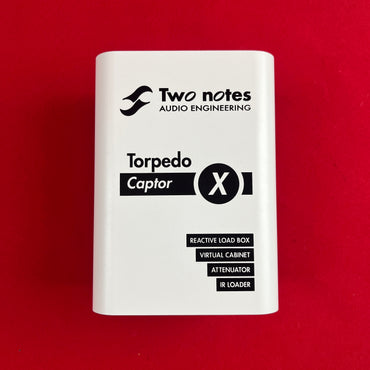 Two notes
AUDIO ENGINEERING
Torpedo
Captor X
REACTIVE LOAD BOX
VIRTUAL CABINET
ATTENUATOR
IR LOADER